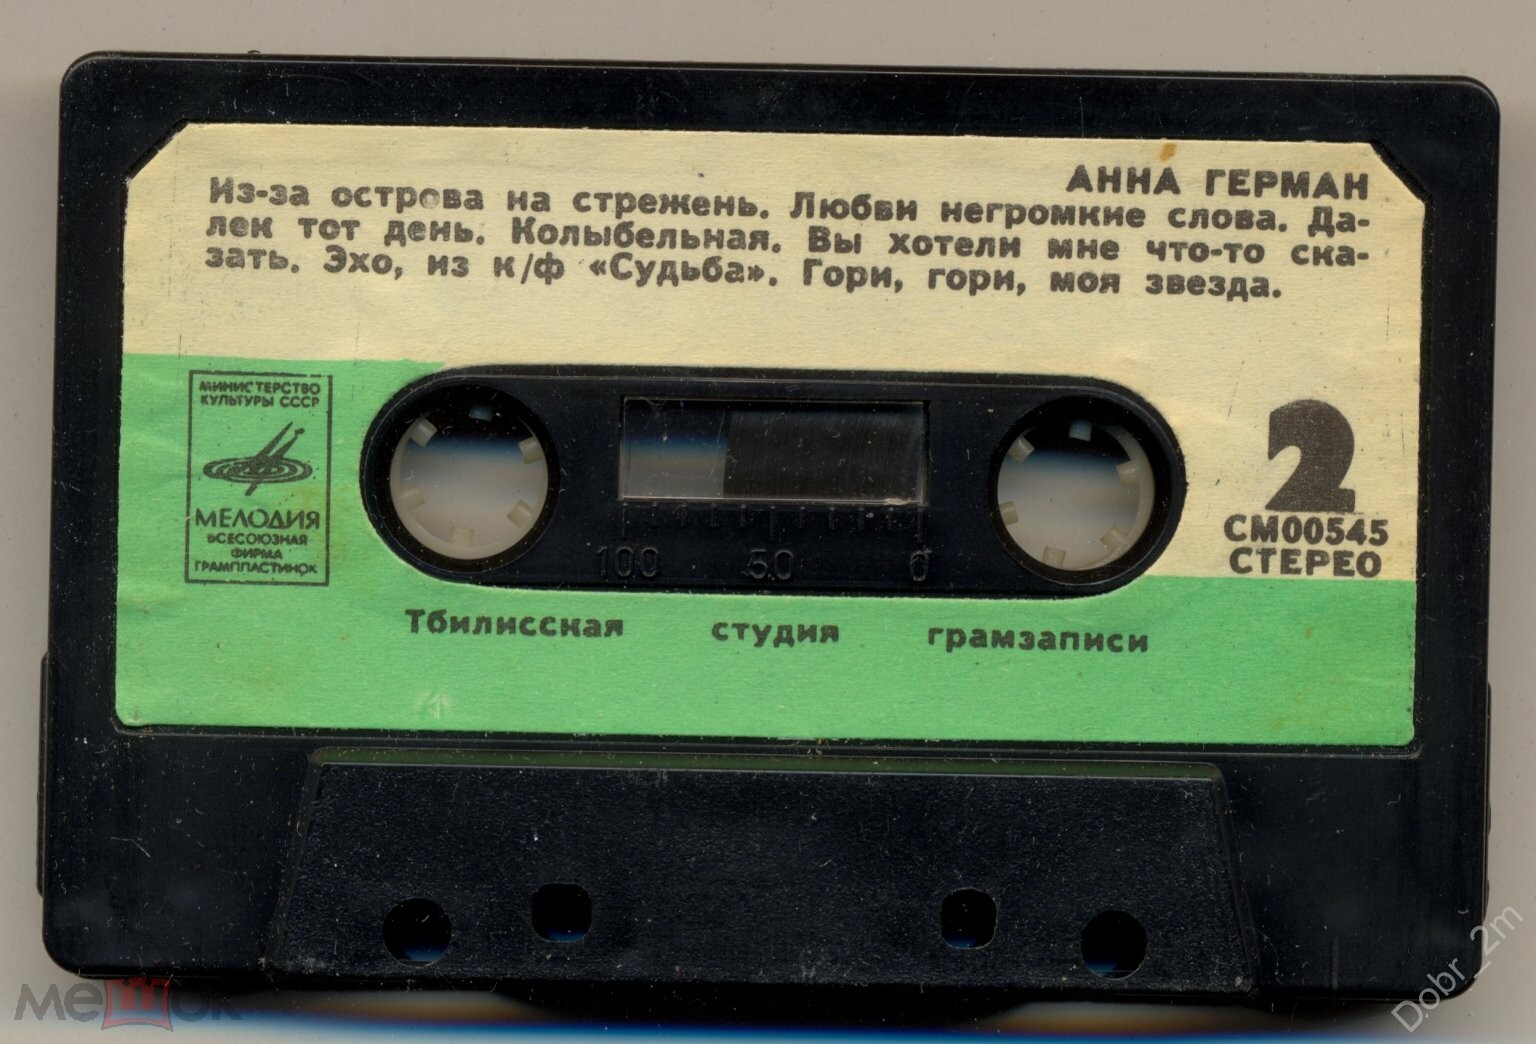 АННА ГЕРМАН
Из-за острова на стрежень. Любви негромкие слова. Да-
лек тот день. Колыбельная. Вы хотели мне что-то ска-
зать. Эхо, из к/ф «Судьба». Гори, гори, моя звезда.
МИНИСТЕРСТВО
КУЛЬТУРЫ СССР
МЕЛОДИЯ
ВСЕСОЮЗНАЯ
ФИРМА
ГРАМПЛАСТИНОК
2
СМ00545
СТЕРЕО
100 50 0
Тбилисская студия грамзаписи
мешок
Dobr_2m